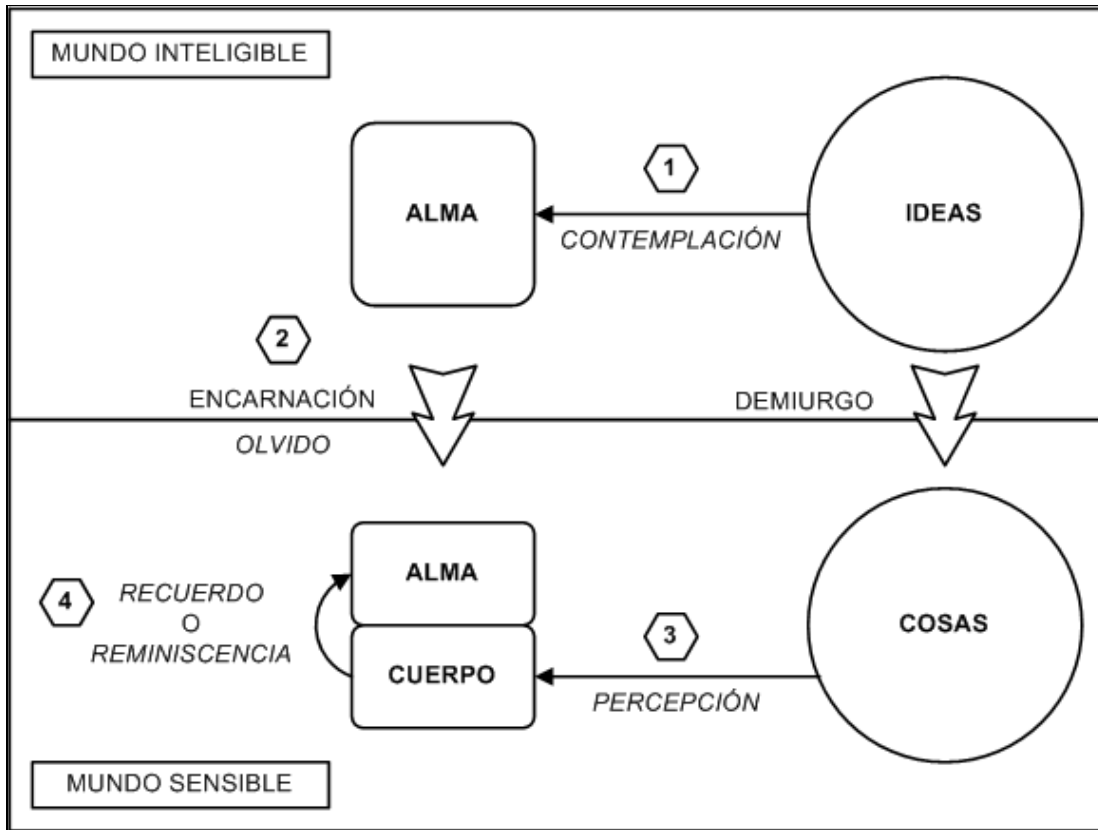 MUNDO INTELIGIBLE
1
ALMA
IDEAS
CONTEMPLACIÓN
2
ENCARNACIÓN
DEMIURGO
OLVIDO
ALMA
4
RECUERDO
O
REMINISCENCIA
3
COSAS
CUERPO
PERCEPCIÓN
MUNDO SENSIBLE